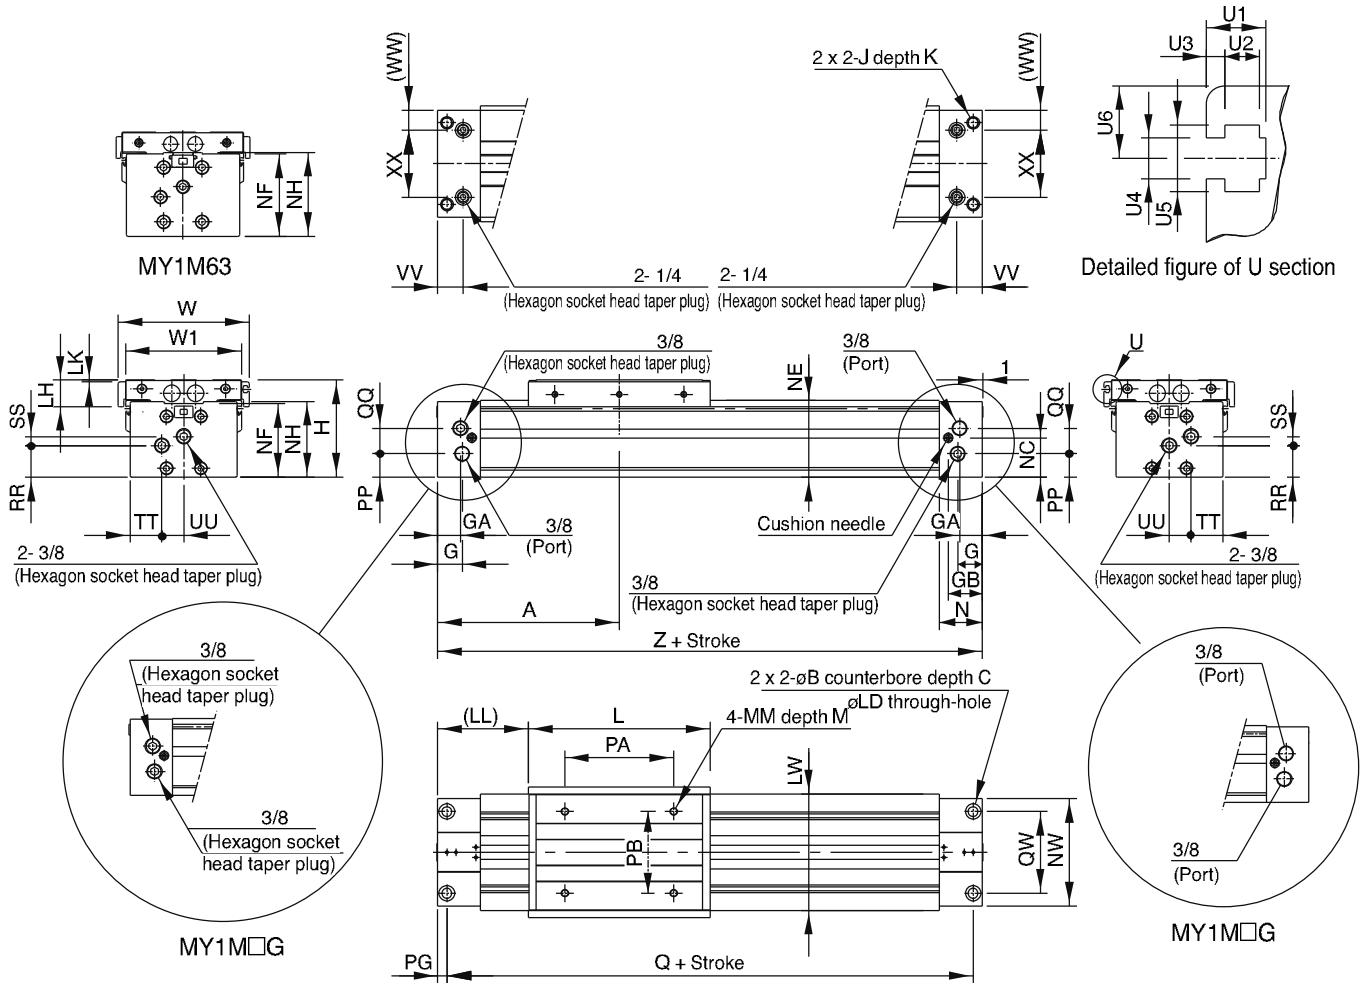 U1
U3 U2
U6
U4
U5
Detailed figure of U section
(WW)
XX
VV
2 x 2-J depth K
(WW)
XX
VV
2- 1/4
(Hexagon socket head taper plug)
2- 1/4
(Hexagon socket head taper plug)
NF
NH
MY1M63
W
W1
LK
LH
SS
RR
NF
NH
H
TT
UU
2- 3/8
(Hexagon socket head taper plug)
3/8
(Hexagon socket head taper plug)
3/8
(Port)
NE
1
QQ
PP
QQ
NC
PP
GA
G
3/8
(Port)
Cushion needle
GA
G
GB
N
3/8
(Hexagon socket head taper plug)
A
Z + Stroke
U
SS
RR
UU
TT
2- 3/8
(Hexagon socket head taper plug)
3/8
(Hexagon socket
head taper plug)
3/8
(Hexagon socket
head taper plug)
MY1M□G
(LL)
L
PA
4-MM depth M
2 x 2-øB counterbore depth C
øLD through-hole
LW
PB
QW
NW
PG
Q + Stroke
3/8
(Port)
3/8
(Port)
MY1M□G